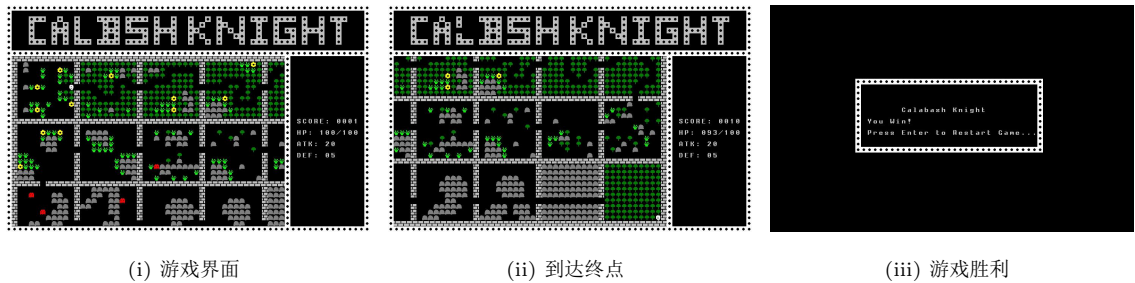 CALBSH KNIGHT
SCORE: 0001
HP: 100/100
ATK: 20
DEF: 05
CALBSH KNIGHT
SCORE: 0010
HP: 093/100
ATK: 20
DEF: 05
Calabash Knight
You Win!
Press Enter to Restart Game...
(i) 游戏界面
(ii) 到达终点
(iii) 游戏胜利